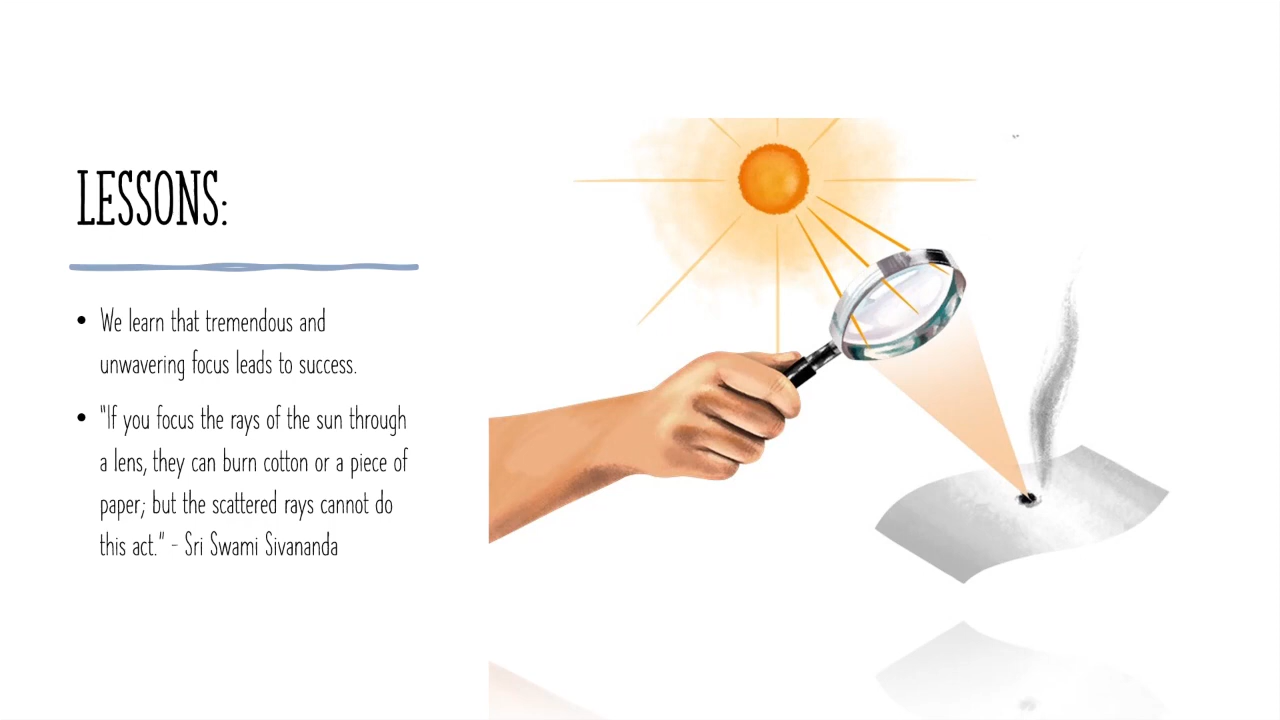 LESSONS:
• We learn that tremendous and
unwavering focus leads to success.
• "If you focus the rays of the sun through
a lens, they can burn cotton or a piece of
paper; but the scattered rays cannot do
this act." - Sri Swami Sivananda